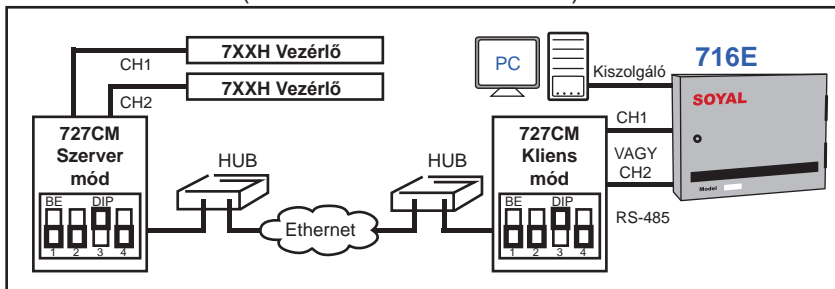 7XXH Vezérlő
CH1
7XXH Vezérlő
CH2
727CM
Szerver
mód
BE DIP
1 2 3 4
HUB
Ethernet
HUB
PC
Kiszolgáló
716E
SOYAL
Model
CH1
VAGY
CH2
RS-485
727CM
Kliens
mód
BE DIP
1 2 3 4